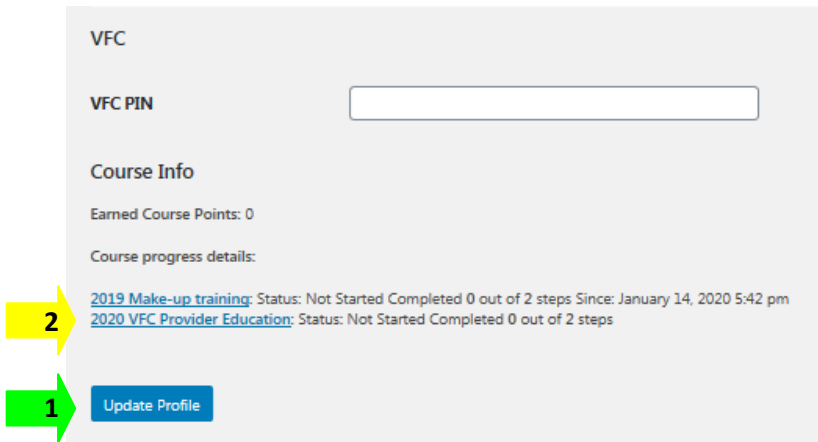 VFC
VFC PIN
Course Info
Earned Course Points: 0
Course progress details:
2019 Make-up training: Status: Not Started Completed 0 out of 2 steps Since: January 14, 2020 5:42 pm
2 2020 VFC Provider Education: Status: Not Started Completed 0 out of 2 steps
1 Update Profile